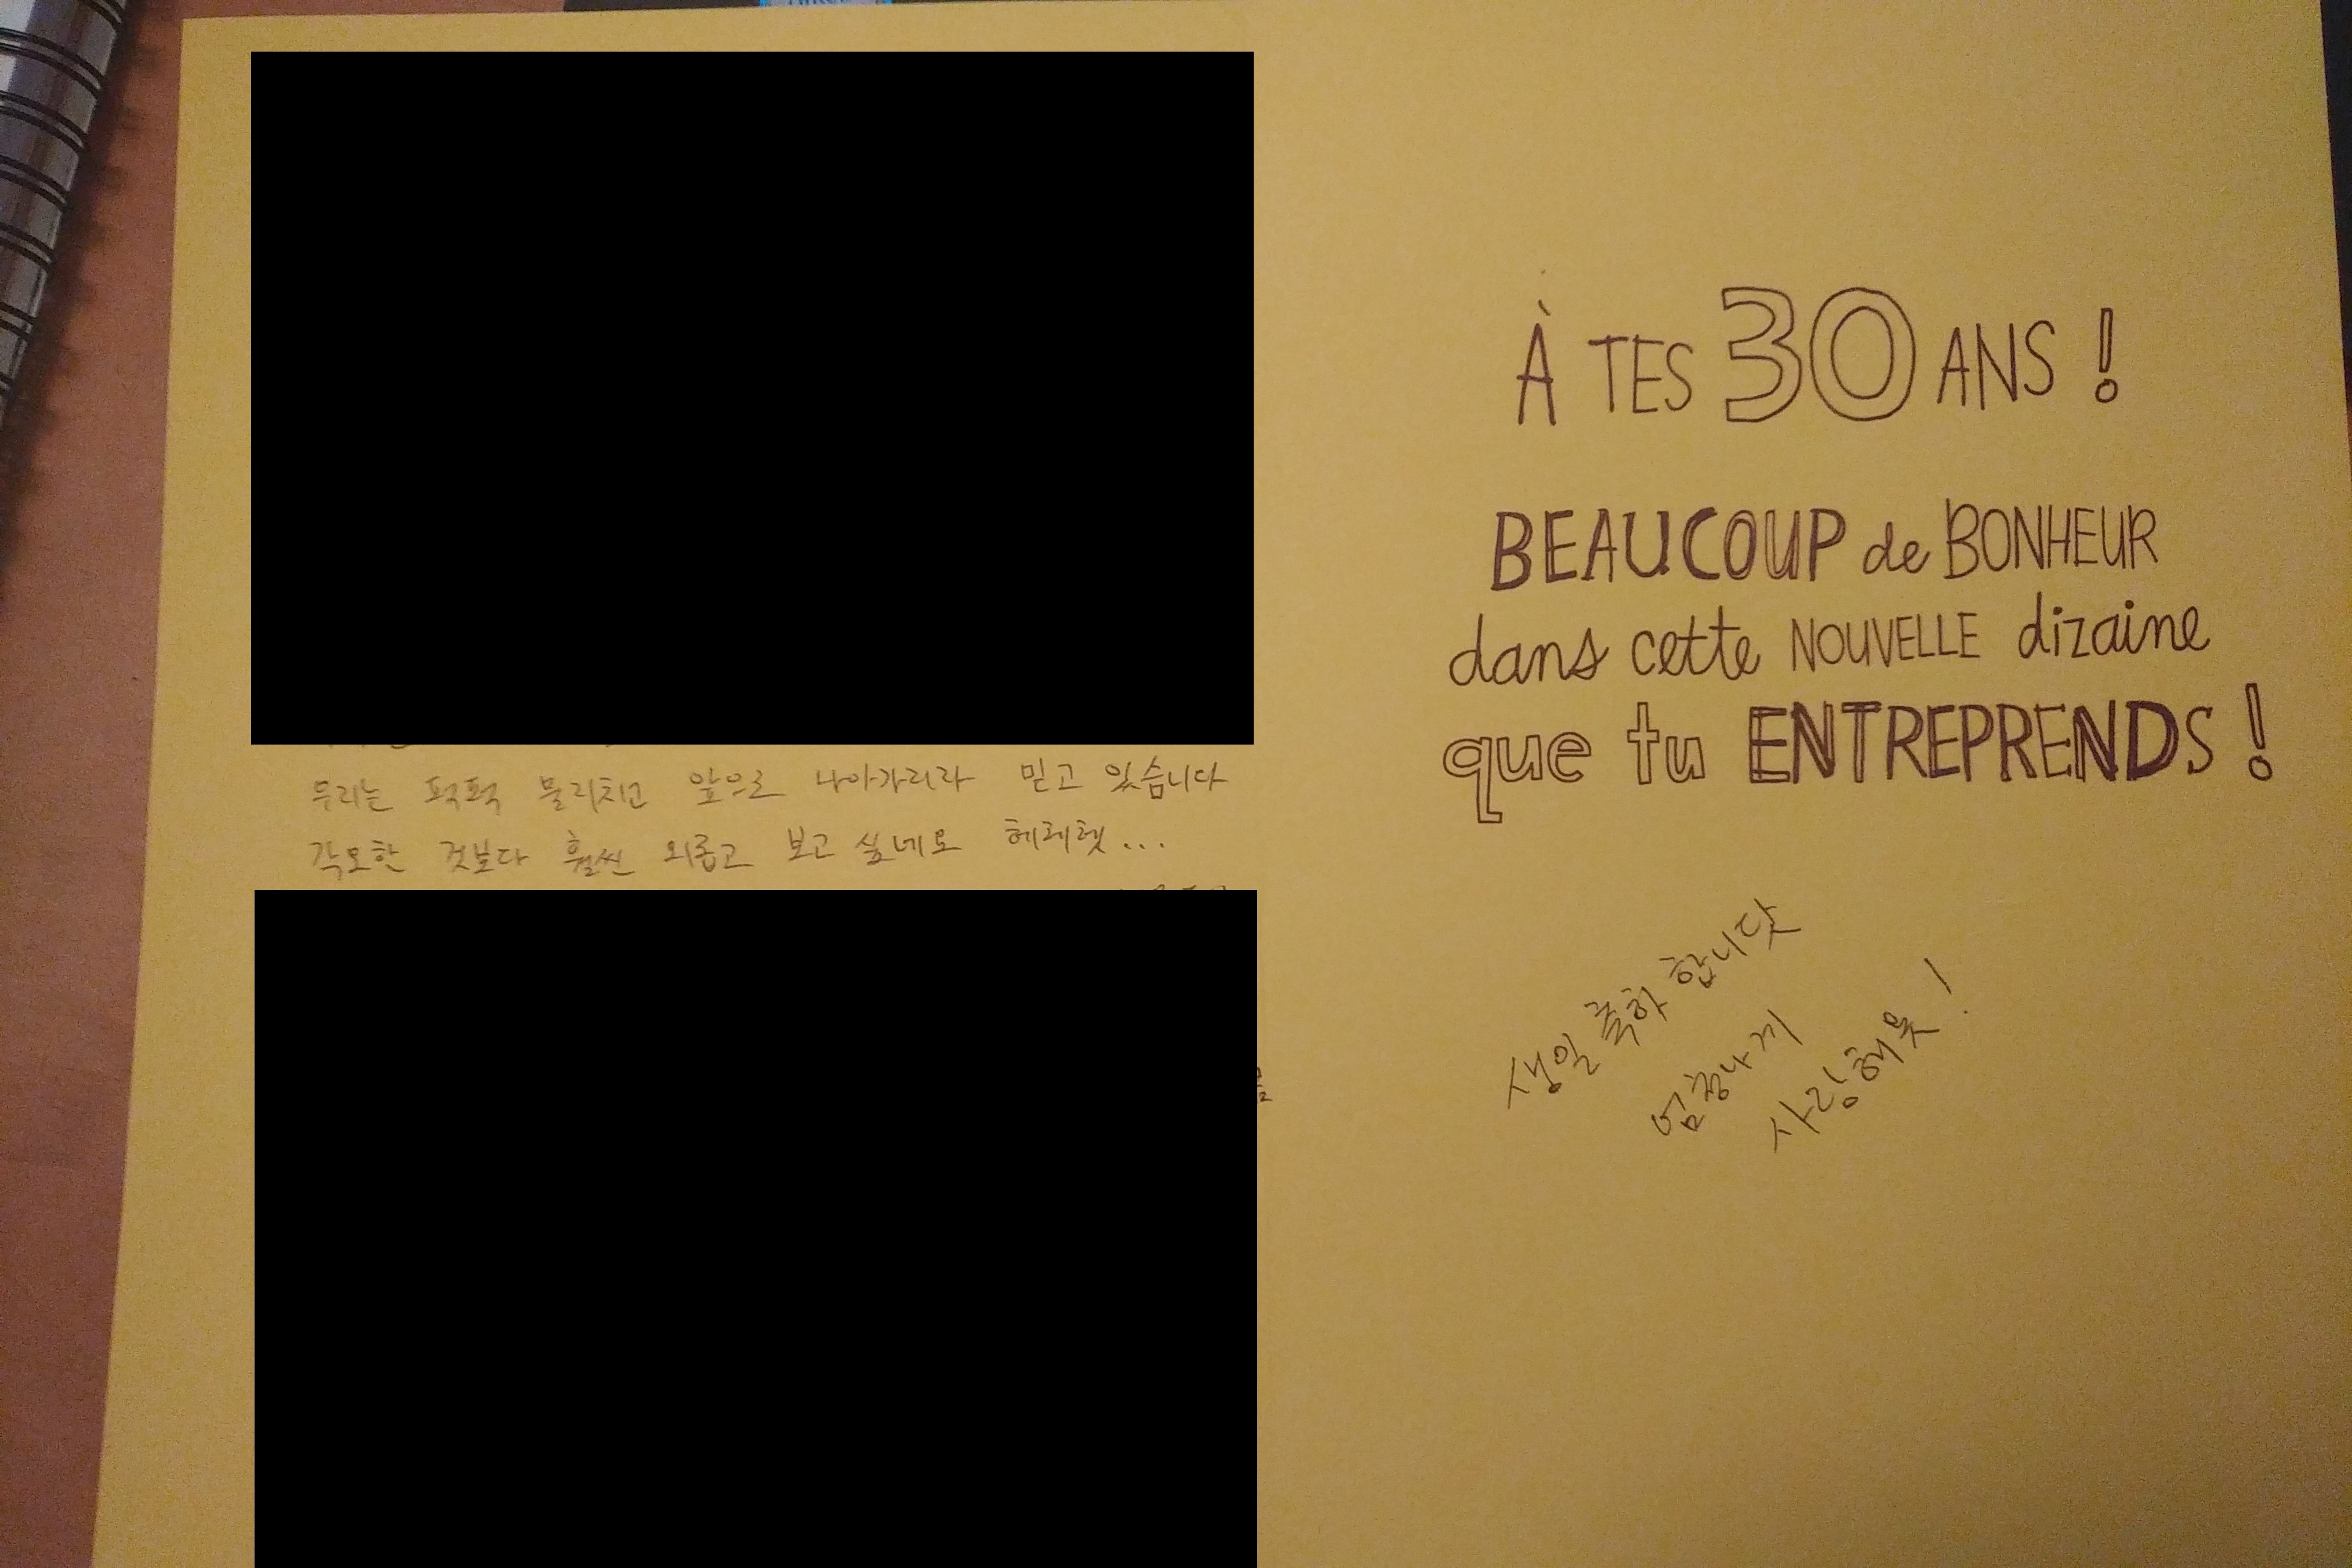 우리는 퍽퍽 물리치고 앞으로 나아가리라 믿고 있습니다
각오한 것보다 훨씬 외롭고 보고 싶네요 헤헤헷...
À TES 30 ANS !
BEAUCOUP de BONHEUR
dans cette NOUVELLE dizaine
que tu ENTREPRENDS !
생일 축하 합니닷
엄청나게
사랑해욧!